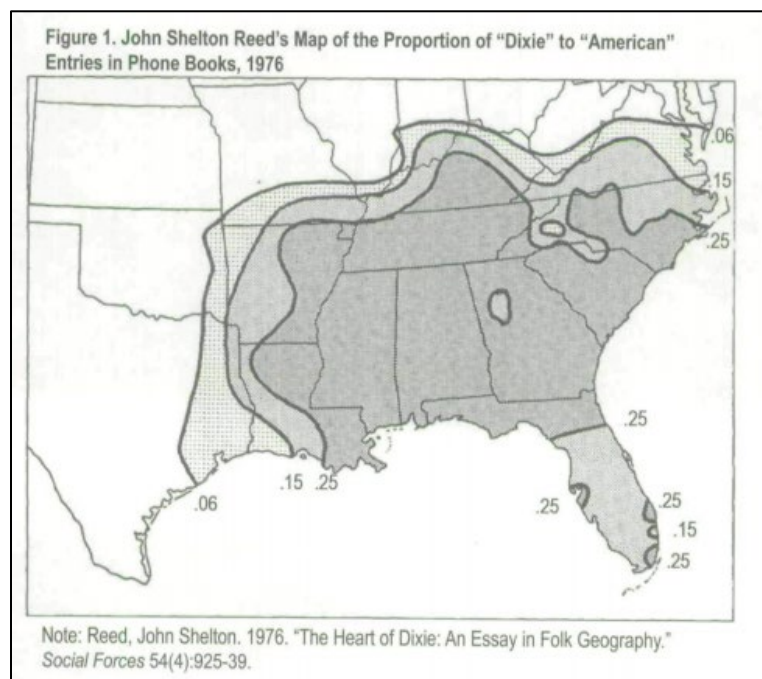 Figure 1. John Shelton Reed's Map of the Proportion of "Dixie" to "American"
Entries in Phone Books, 1976
.06
.15
.25
.25
.06
.15
.25
.25
.25
.15
.25
Note: Reed, John Shelton. 1976. "The Heart of Dixie: An Essay in Folk Geography."
Social Forces 54(4):925-39.